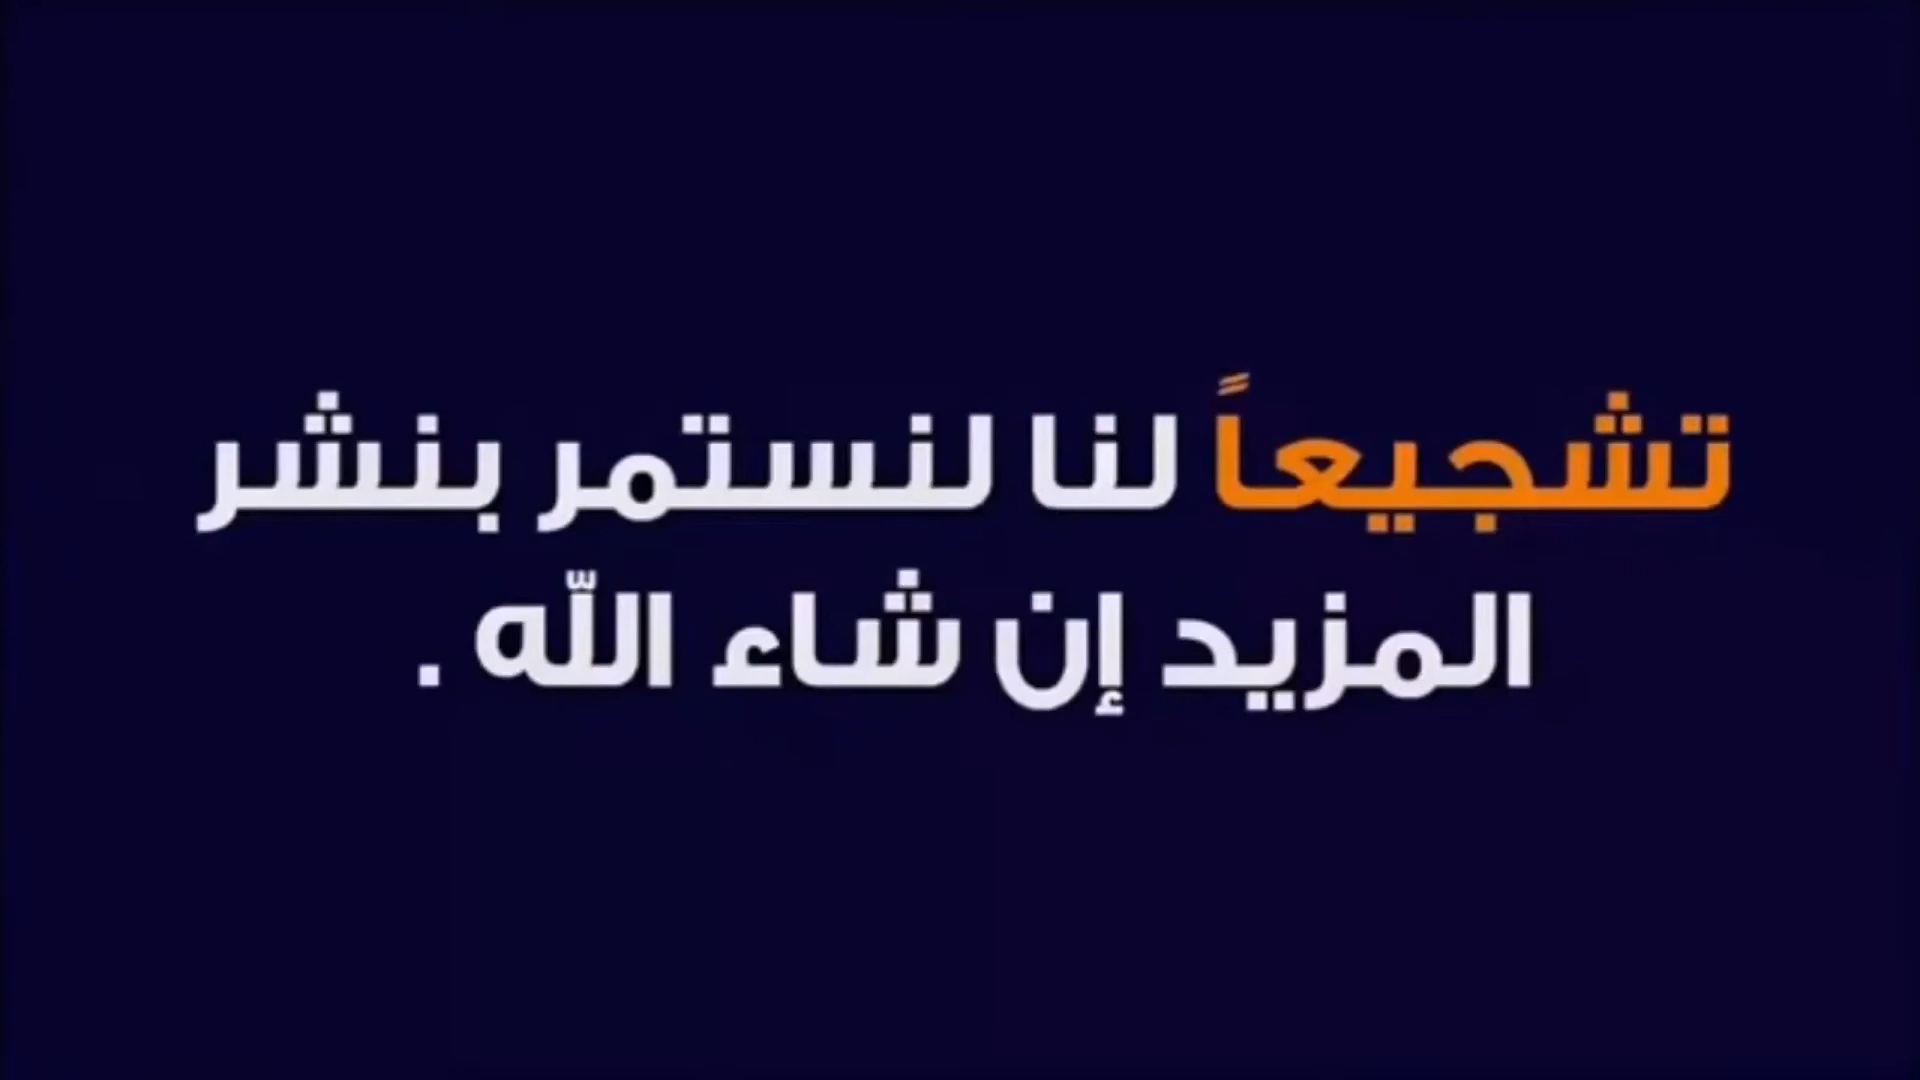 تشجيعاً لنا لنستمر بنشر
المزيد إن شاء اللّه .